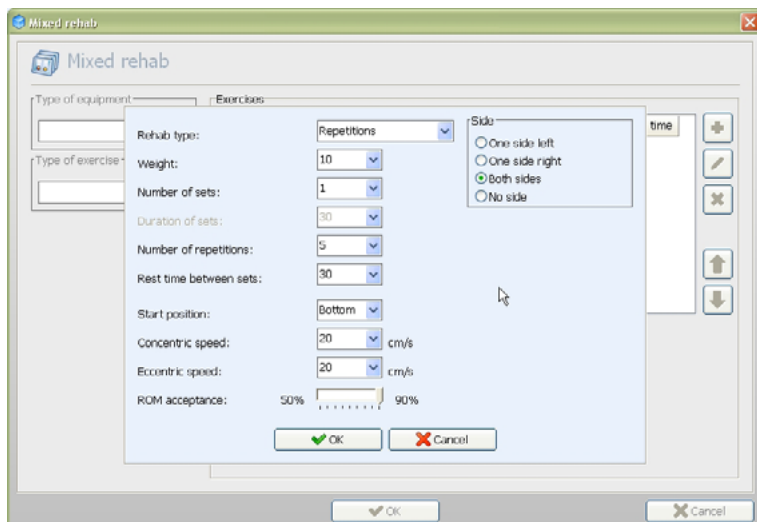 Mixed rehab
Mixed rehab
Type of equipment
Exercises
Type of exercise
time
Rehab type: Repetitions
Weight: 10
Number of sets: 1
Duration of sets: 30
Number of repetitions: 5
Rest time between sets: 30
Start position: Bottom
Concentric speed: 20 cm/s
Eccentric speed: 20 cm/s
ROM acceptance: 50% 90%
Side
One side left
One side right
Both sides
No side
OK Cancel
OK Cancel